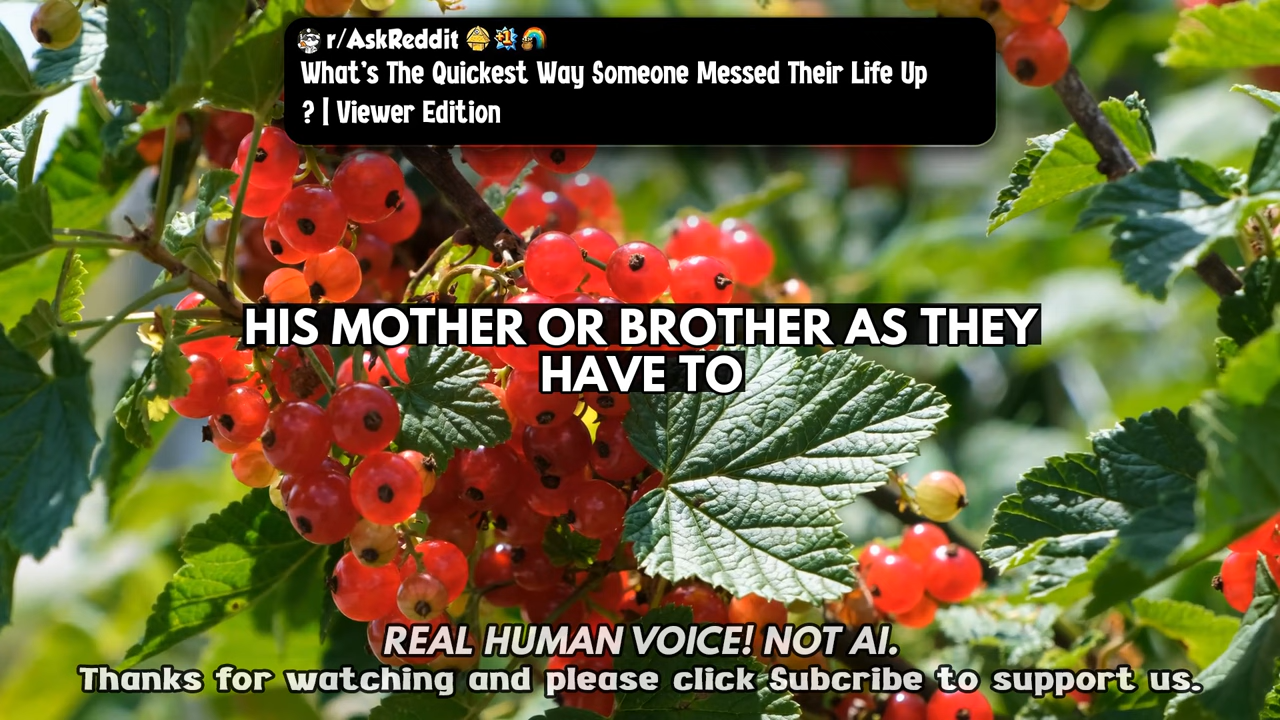 r/AskReddit
What's The Quickest Way Someone Messed Their Life Up
? | Viewer Edition
HIS MOTHER OR BROTHER AS THEY
HAVE TO
REAL HUMAN VOICE! NOT AI.
Thanks for watching and please click Subcribe to support us.